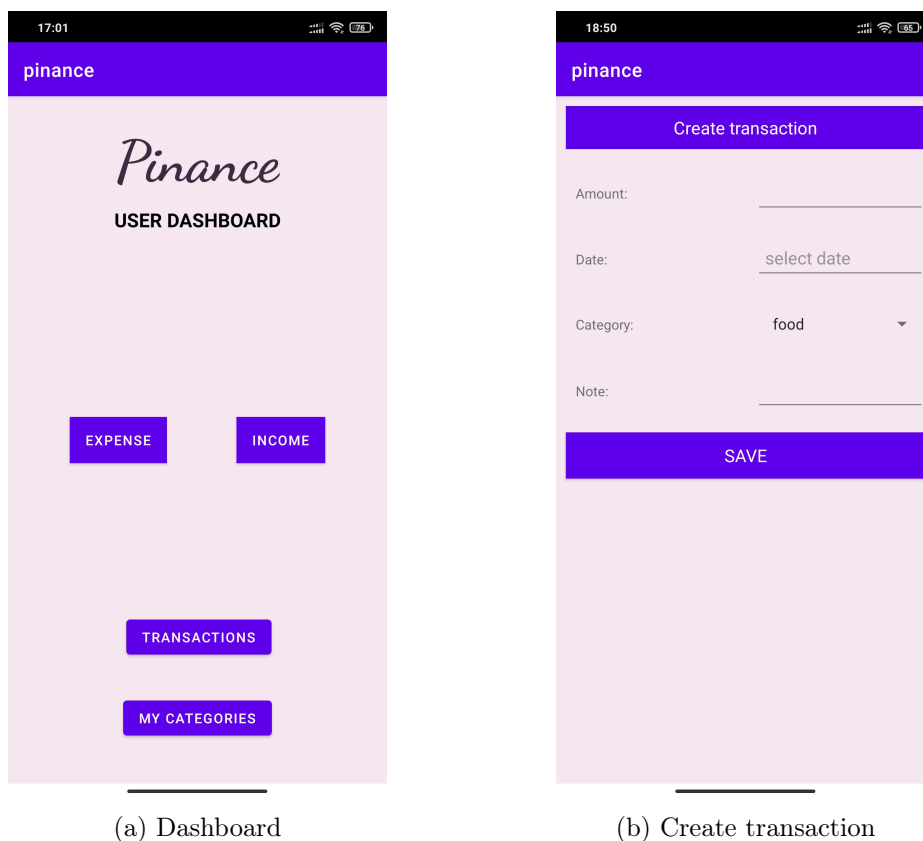 17:01
76
pinance
Pinance
USER DASHBOARD
EXPENSE INCOME
TRANSACTIONS
MY CATEGORIES
(a) Dashboard
18:50
65
pinance
Create transaction
Amount:
Date: select date
Category: food
Note:
SAVE
(b) Create transaction